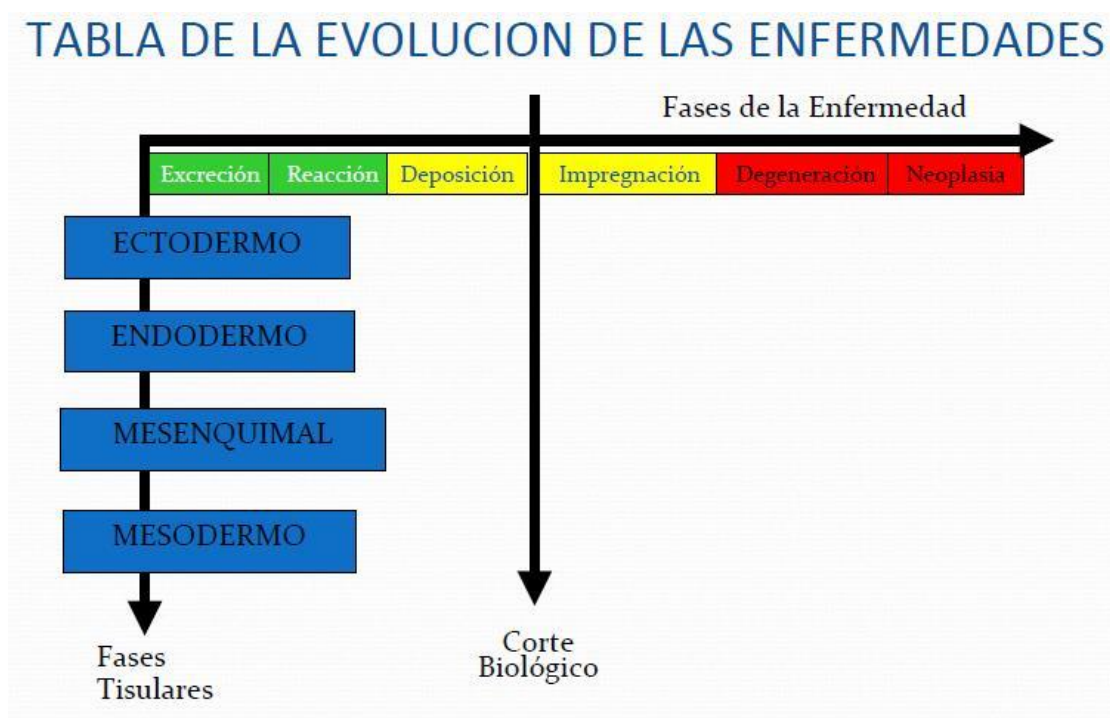 TABLA DE LA EVOLUCION DE LAS ENFERMEDADES
Fases de la Enfermedad
Excreción Reacción Deposición Impregnación Degeneración Neoplasia
ECTODERMO
ENDODERMO
MESENQUIMAL
MESODERMO
Fases
Tisulares
Corte
Biológico